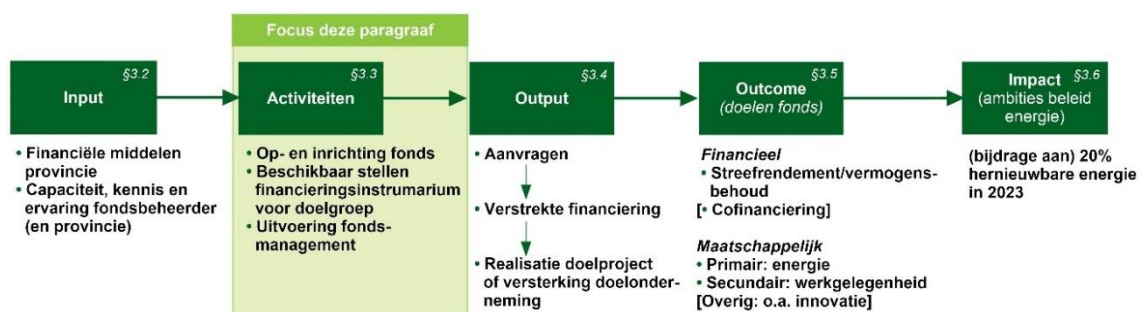 Focus deze paragraaf
§3.2
Input
• Financiële middelen
provincie
• Capaciteit, kennis en
ervaring fondsbeheerder
(en provincie)
§3.3
Activiteiten
• Op- en inrichting fonds
• Beschikbaar stellen
financieringsinstrumarium
voor doelgroep
• Uitvoering fonds-
management
§3.4
Output
• Aanvragen
• Verstrekte financiering
• Realisatie doelproject
of versterking doelonder-
neming
§3.5
Outcome
(doelen fonds)
Financieel
• Streefrendement/vermogens-
behoud
[• Cofinanciering]
Maatschappelijk
• Primair: energie
• Secundair: werkgelegenheid
[Overig: o.a. innovatie]
Impact §3.6
(ambities beleid
energie)
(bijdrage aan) 20%
hernieuwbare energie
in 2023